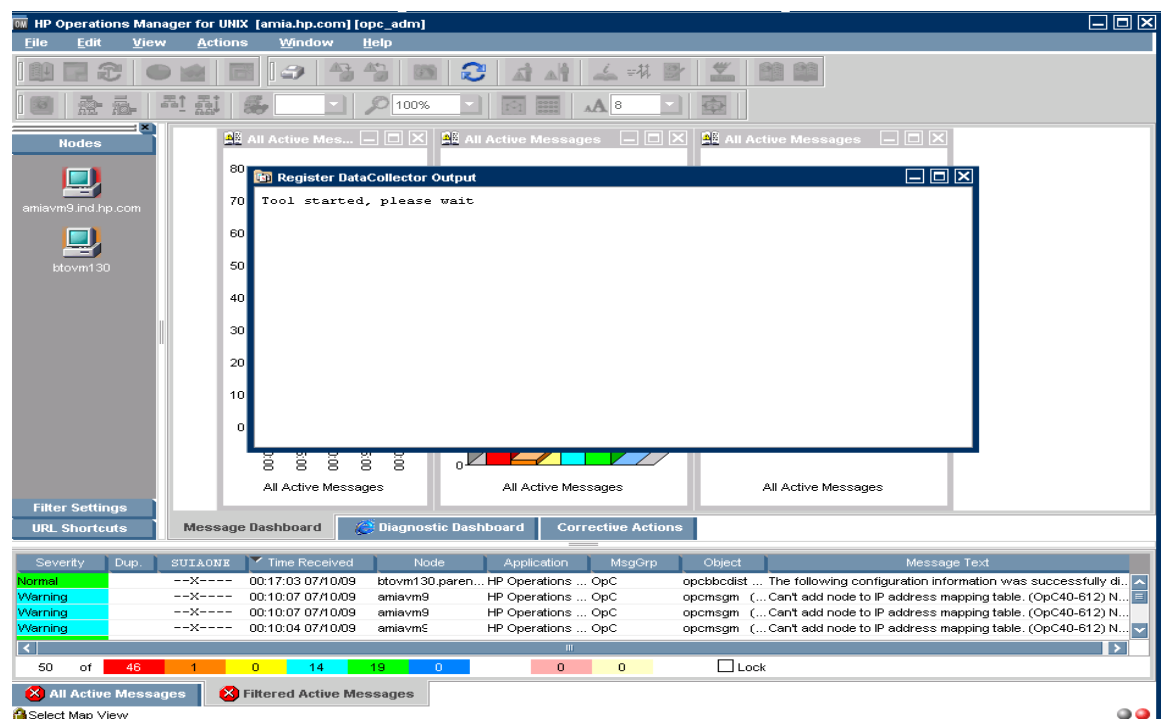 HP Operations Manager for UNIX [amia.hp.com] [opc_adm]
File Edit View Actions Window Help
100% 8
Nodes
amiavm9.ind.hp.com
btovm130
Filter Settings
URL Shortcuts
All Active Mes... All Active Messages All Active Messages
Register DataCollector Output
Tool started, please wait
80
70
60
50
40
30
20
10
0
0
All Active Messages All Active Messages All Active Messages
Message Dashboard Diagnostic Dashboard Corrective Actions
Severity Dup. SUIAONE Time Received Node Application MsgGrp Object Message Text
Normal --X---- 00:17:03 07/10/09 btovm130.paren... HP Operations ... OpC opcbbcdist ... The following configuration information was successfully di...
Warning --X---- 00:10:07 07/10/09 amiavm9 HP Operations ... OpC opcmsgm (... Can't add node to IP address mapping table. (OpC40-612) N...
Warning --X---- 00:10:07 07/10/09 amiavm9 HP Operations ... OpC opcmsgm (... Can't add node to IP address mapping table. (OpC40-612) N...
Warning --X---- 00:10:04 07/10/09 amiavm9 HP Operations ... OpC opcmsgm (... Can't add node to IP address mapping table. (OpC40-612) N...
50 of 46 1 0 14 19 0 0 0 Lock
All Active Messages Filtered Active Messages
Select Map View